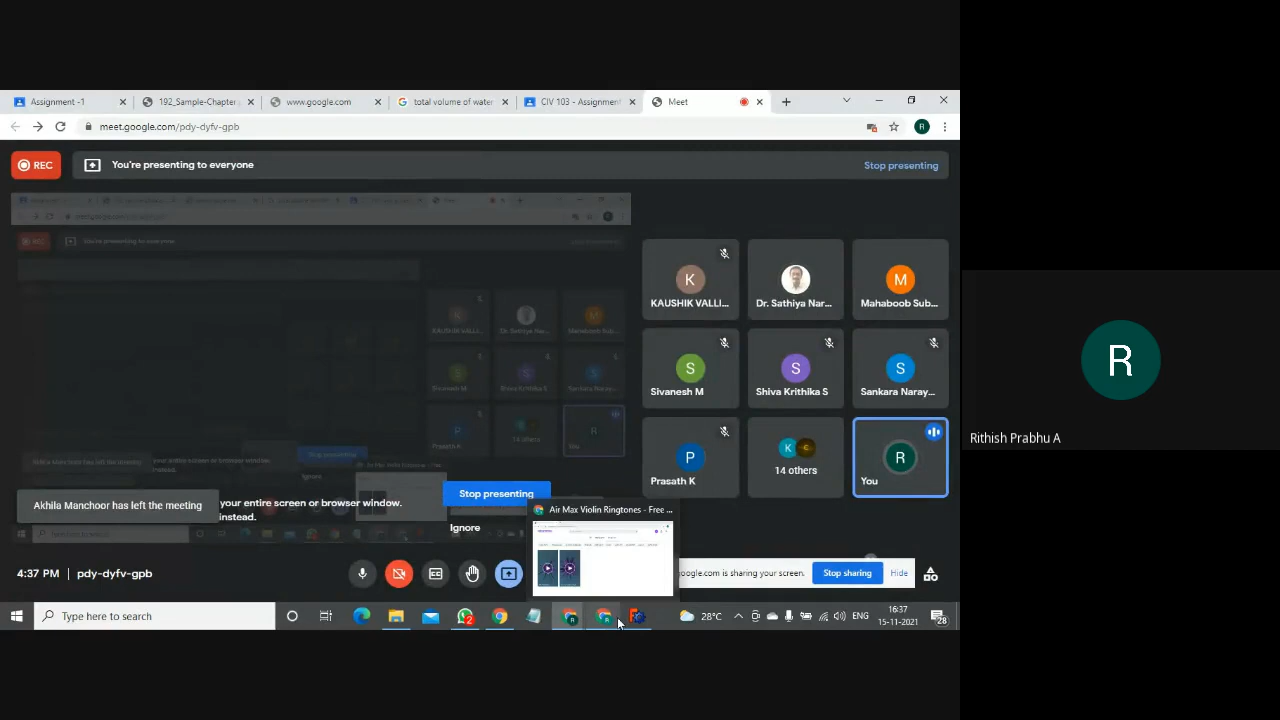 Assignment -1
192_Sample-Chapter
www.google.com
total volume of water
CIV 103 - Assignment
Meet
meet.google.com/pdy-dyfv-gpb
R
REC
You're presenting to everyone
Stop presenting
K
KAUSHIK VALLI...
Dr. Sathiya Nar...
M
Mahaboob Sub...
S
Sivanesh M
S
Shiva Krithika S
S
Sankara Naray...
P
Prasath K
K
14 others
R
You
R
Rithish Prabhu A
Akhila Manchoor has left the meeting
your entire screen or browser window.
instead.
Stop presenting
Ignore
Air Max Violin Ringtones - Free ...
4:37 PM | pdy-dyfv-gpb
google.com is sharing your screen.
Stop sharing
Hide
Type here to search
2
28°C
ENG
16:37
15-11-2021
28